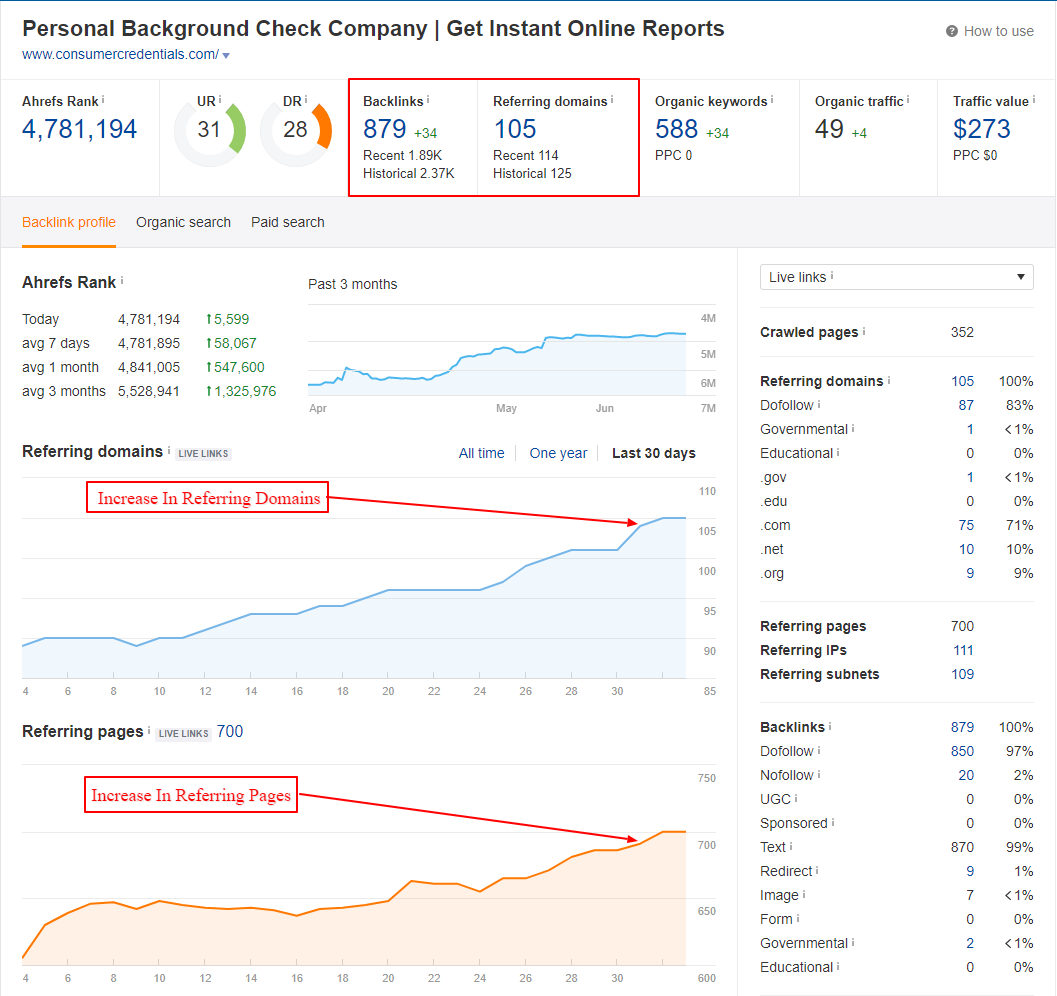 Personal Background Check Company | Get Instant Online Reports
? How to use
www.consumercredentials.com/
Ahrefs Rank i
4,781,194
UR i
31
DR i
28
Backlinks i
879 +34
Recent 1.89K
Historical 2.37K
Referring domains i
105
Recent 114
Historical 125
Organic keywords i
588 +34
PPC 0
Organic traffic i
49 +4
Traffic value i
$273
PPC $0
Backlink profile Organic search Paid search
Ahrefs Rank i
Today 4,781,194 ↑5,599
avg 7 days 4,781,895 ↑58,067
avg 1 month 4,841,005 ↑547,600
avg 3 months 5,528,941 ↑1,325,976
Past 3 months
4M
5M
6M
7M
Apr May Jun
Referring domains i LIVE LINKS
All time One year Last 30 days
Increase In Referring Domains
110
105
100
95
90
85
4 6 8 10 12 14 16 18 20 22 24 26 28 30
Referring pages i LIVE LINKS 700
Increase In Referring Pages
750
700
650
600
4 6 8 10 12 14 16 18 20 22 24 26 28 30
Live links i
Crawled pages i 352
Referring domains i 105 100%
Dofollow i 87 83%
Governmental i 1 <1%
Educational i 0 0%
.gov 1 <1%
.edu 0 0%
.com 75 71%
.net 10 10%
.org 9 9%
Referring pages 700
Referring IPs 111
Referring subnets 109
Backlinks i 879 100%
Dofollow i 850 97%
Nofollow i 20 2%
UGC i 0 0%
Sponsored i 0 0%
Text i 870 99%
Redirect i 9 1%
Image i 7 <1%
Form i 0 0%
Governmental i 2 <1%
Educational i 0 0%